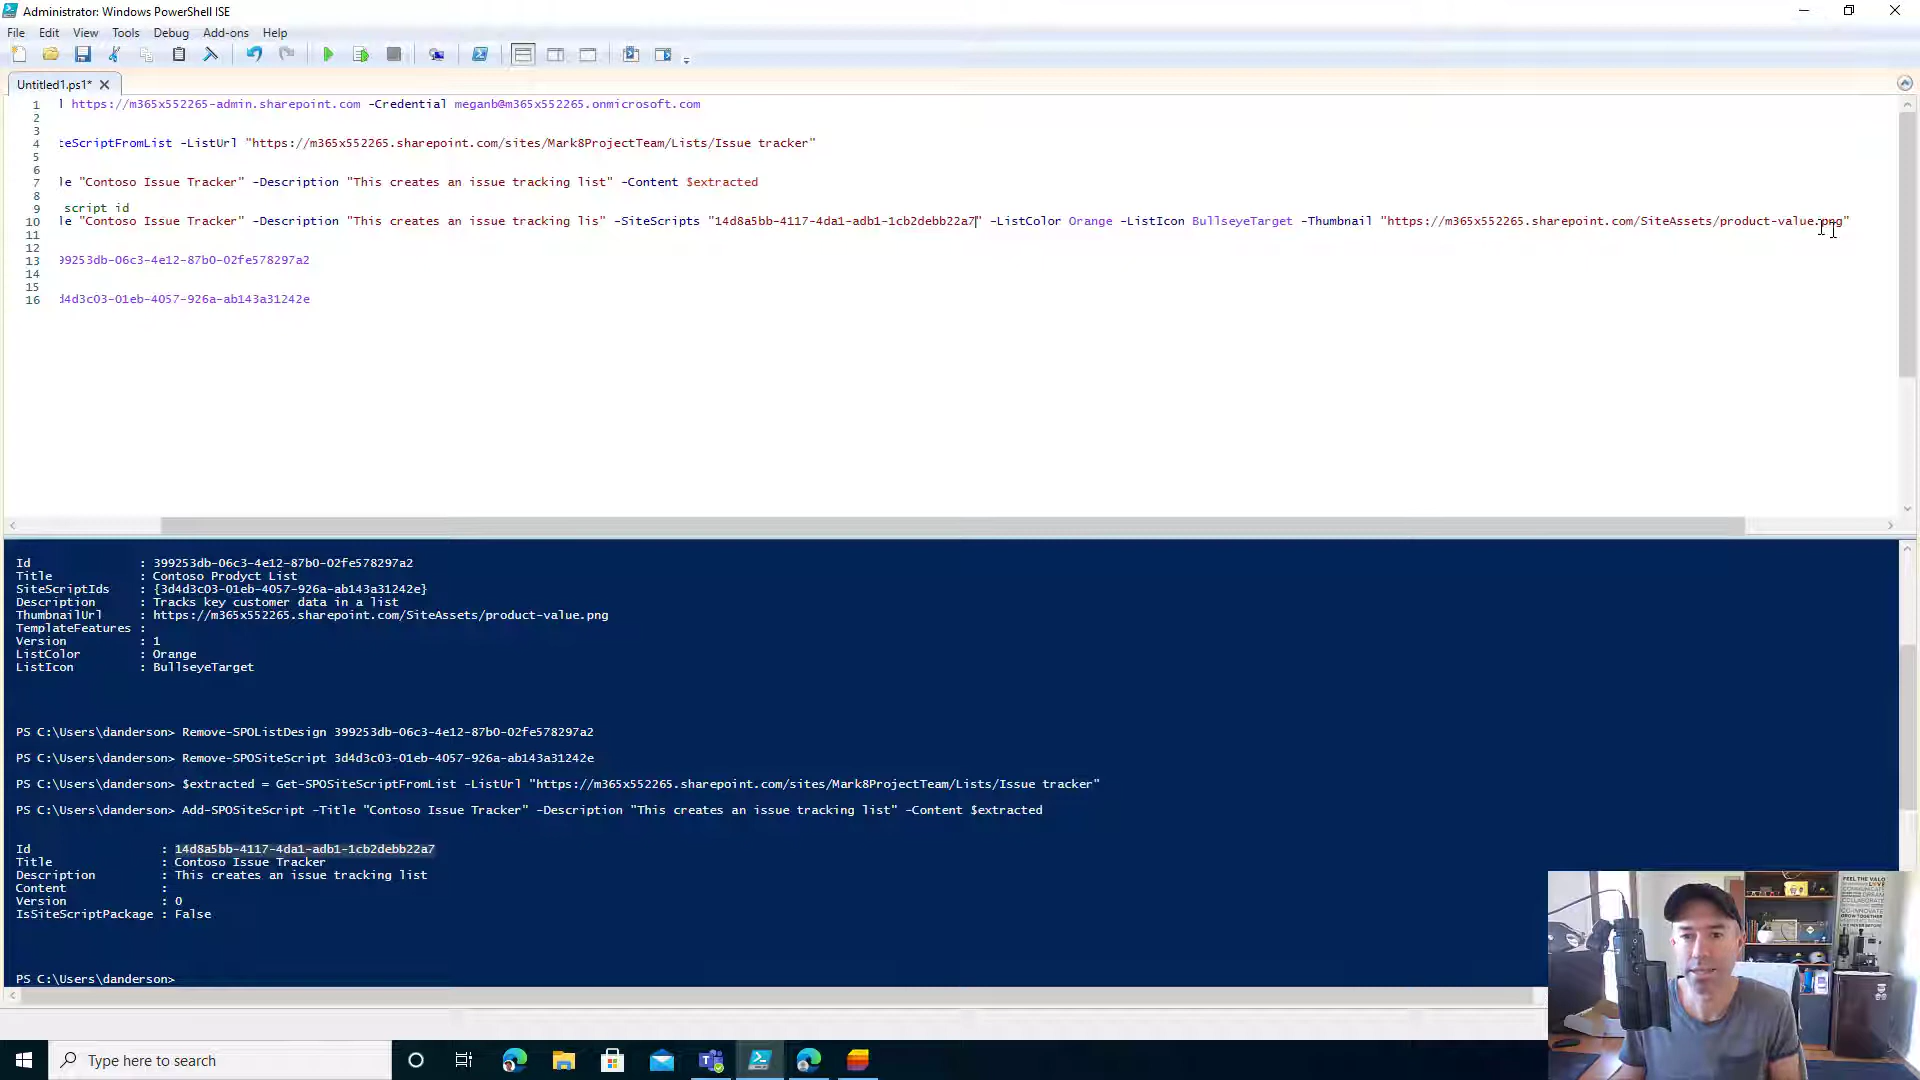 Administrator: Windows PowerShell ISE
File Edit View Tools Debug Add-ons Help
Untitled1.ps1*
1 l https://m365x552265-admin.sharepoint.com -Credential meganb@m365x552265.onmicrosoft.com
2
3
4 teScriptFromList -ListUrl "https://m365x552265.sharepoint.com/sites/Mark8ProjectTeam/Lists/Issue tracker"
5
6
7 le "Contoso Issue Tracker" -Description "This creates an issue tracking list" -Content $extracted
8
9 script id
10 le "Contoso Issue Tracker" -Description "This creates an issue tracking lis" -SiteScripts "14d8a5bb-4117-4da1-adb1-1cb2debb22a7" -ListColor Orange -ListIcon BullseyeTarget -Thumbnail "https://m365x552265.sharepoint.com/SiteAssets/product-value.png"
11
12
13 399253db-06c3-4e12-87b0-02fe578297a2
14
15
16 d4d3c03-01eb-4057-926a-ab143a31242e
Id : 399253db-06c3-4e12-87b0-02fe578297a2
Title : Contoso Prodyct List
SiteScriptIds : {3d4d3c03-01eb-4057-926a-ab143a31242e}
Description : Tracks key customer data in a list
ThumbnailUrl : https://m365x552265.sharepoint.com/SiteAssets/product-value.png
TemplateFeatures :
Version : 1
ListColor : Orange
ListIcon : BullseyeTarget
PS C:\Users\danderson> Remove-SPOListDesign 399253db-06c3-4e12-87b0-02fe578297a2
PS C:\Users\danderson> Remove-SPOSiteScript 3d4d3c03-01eb-4057-926a-ab143a31242e
PS C:\Users\danderson> $extracted = Get-SPOSiteScriptFromList -ListUrl "https://m365x552265.sharepoint.com/sites/Mark8ProjectTeam/Lists/Issue tracker"
PS C:\Users\danderson> Add-SPOSiteScript -Title "Contoso Issue Tracker" -Description "This creates an issue tracking list" -Content $extracted
Id : 14d8a5bb-4117-4da1-adb1-1cb2debb22a7
Title : Contoso Issue Tracker
Description : This creates an issue tracking list
Content :
Version : 0
IsSiteScriptPackage : False
PS C:\Users\danderson>
FEEL THE VALO
LOVE
Type here to search